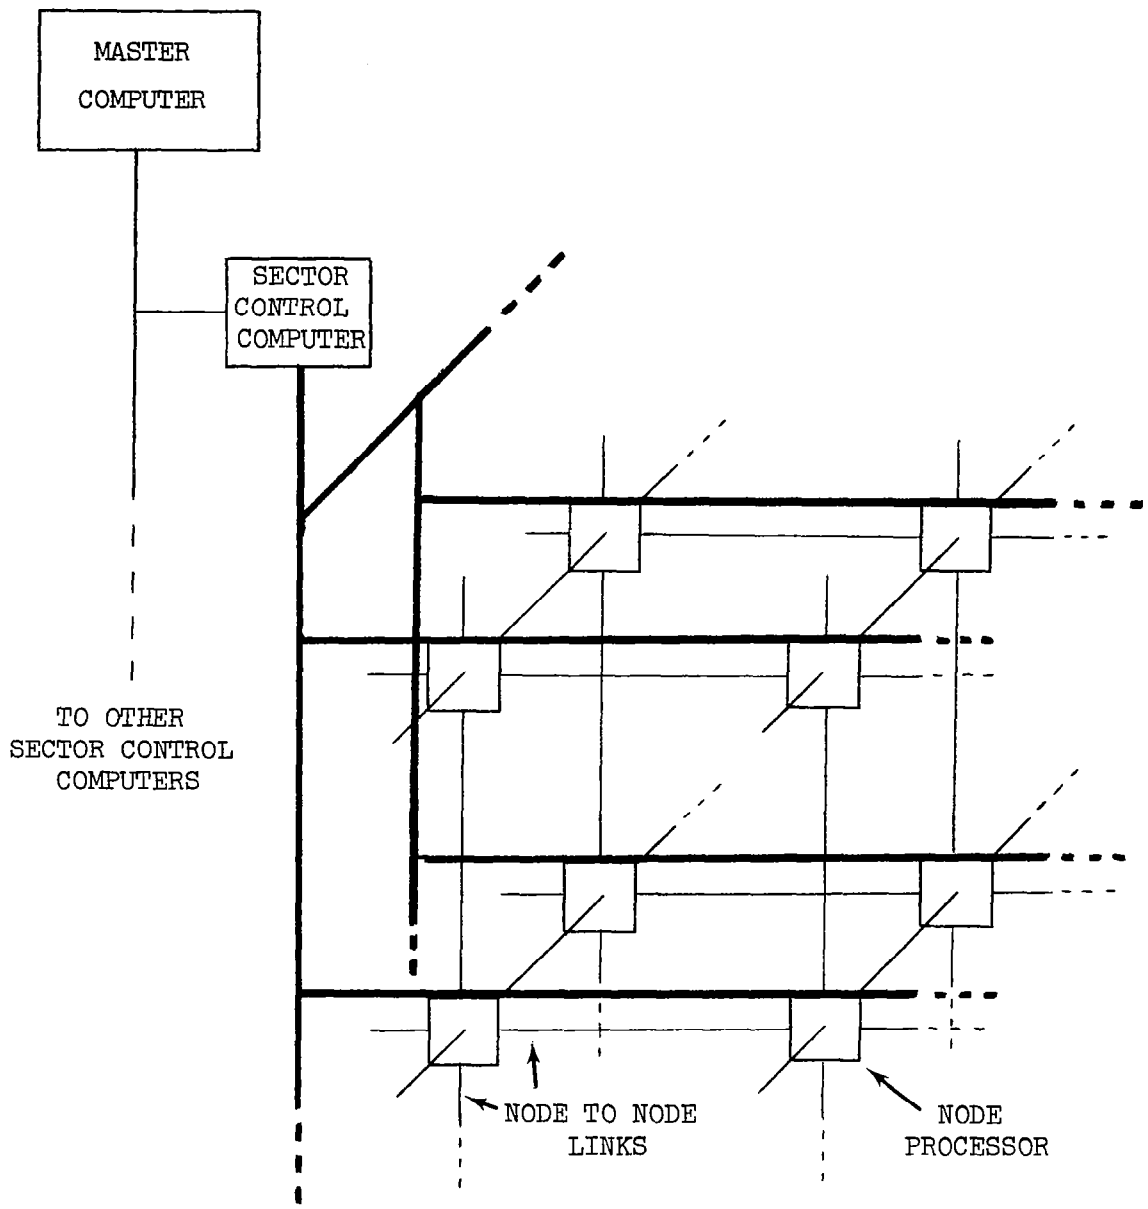 MASTER
COMPUTER
SECTOR
CONTROL
COMPUTER
TO OTHER
SECTOR CONTROL
COMPUTERS
NODE TO NODE
LINKS
NODE
PROCESSOR